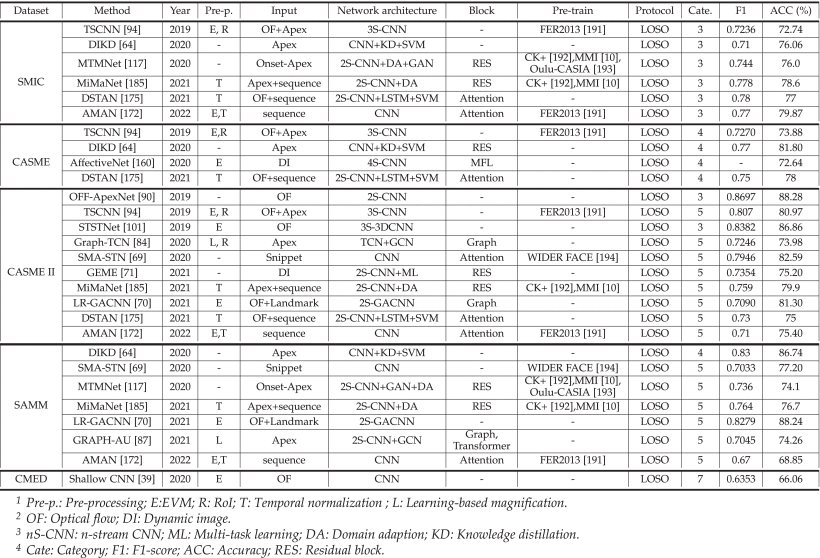 Dataset Method Year Pre-p. Input Network architecture Block Pre-train Protocol Cate. F1 ACC (%)
SMIC
TSCNN [94] 2019 E, R OF+Apex 3S-CNN - FER2013 [191] LOSO 3 0.7236 72.74
DIKD [64] 2020 - Apex CNN+KD+SVM - - LOSO 3 0.71 76.06
MTMNet [117] 2020 - Onset-Apex 2S-CNN+DA+GAN RES CK+ [192],MMI [10], Oulu-CASIA [193] LOSO 3 0.744 76.0
MiMaNet [185] 2021 T Apex+sequence 2S-CNN+DA RES CK+ [192],MMI [10] LOSO 3 0.778 78.6
DSTAN [175] 2021 T OF+sequence 2S-CNN+LSTM+SVM Attention - LOSO 3 0.78 77
AMAN [172] 2022 E,T sequence CNN Attention FER2013 [191] LOSO 3 0.77 79.87
CASME
TSCNN [94] 2019 E,R OF+Apex 3S-CNN - FER2013 [191] LOSO 4 0.7270 73.88
DIKD [64] 2020 - Apex CNN+KD+SVM RES - LOSO 4 0.77 81.80
AffectiveNet [160] 2020 E DI 4S-CNN MFL - LOSO 4 - 72.64
DSTAN [175] 2021 T OF+sequence 2S-CNN+LSTM+SVM Attention - LOSO 4 0.75 78
CASME II
OFF-ApexNet [90] 2019 - OF 2S-CNN - - LOSO 3 0.8697 88.28
TSCNN [94] 2019 E, R OF+Apex 3S-CNN - FER2013 [191] LOSO 5 0.807 80.97
STSTNet [101] 2019 E OF 3S-3DCNN - - LOSO 3 0.8382 86.86
Graph-TCN [84] 2020 L, R Apex TCN+GCN Graph - LOSO 5 0.7246 73.98
SMA-STN [69] 2020 - Snippet CNN Attention WIDER FACE [194] LOSO 5 0.7946 82.59
GEME [71] 2021 - DI 2S-CNN+ML RES - LOSO 5 0.7354 75.20
MiMaNet [185] 2021 T Apex+sequence 2S-CNN+DA RES CK+ [192],MMI [10] LOSO 5 0.759 79.9
LR-GACNN [70] 2021 E OF+Landmark 2S-GACNN Graph - LOSO 5 0.7090 81.30
DSTAN [175] 2021 T OF+sequence 2S-CNN+LSTM+SVM Attention - LOSO 5 0.73 75
AMAN [172] 2022 E,T sequence CNN Attention FER2013 [191] LOSO 5 0.71 75.40
SAMM
DIKD [64] 2020 - Apex CNN+KD+SVM - - LOSO 4 0.83 86.74
SMA-STN [69] 2020 - Snippet CNN - WIDER FACE [194] LOSO 5 0.7033 77.20
MTMNet [117] 2020 - Onset-Apex 2S-CNN+GAN+DA RES CK+ [192],MMI [10], Oulu-CASIA [193] LOSO 5 0.736 74.1
MiMaNet [185] 2021 T Apex+sequence 2S-CNN+DA RES CK+ [192],MMI [10] LOSO 5 0.764 76.7
LR-GACNN [70] 2021 E OF+Landmark 2S-GACNN - - LOSO 5 0.8279 88.24
GRAPH-AU [87] 2021 L Apex 2S-CNN+GCN Graph, Transformer - LOSO 5 0.7045 74.26
AMAN [172] 2022 E,T sequence CNN Attention FER2013 [191] LOSO 5 0.67 68.85
CMED Shallow CNN [39] 2020 E OF CNN - - LOSO 7 0.6353 66.06
1 Pre-p.: Pre-processing; E:EVM; R: RoI; T: Temporal normalization ; L: Learning-based magnification.
2 OF: Optical flow; DI: Dynamic image.
3 nS-CNN: n-stream CNN; ML: Multi-task learning; DA: Domain adaption; KD: Knowledge distillation.
4 Cate: Category; F1: F1-score; ACC: Accuracy; RES: Residual block.